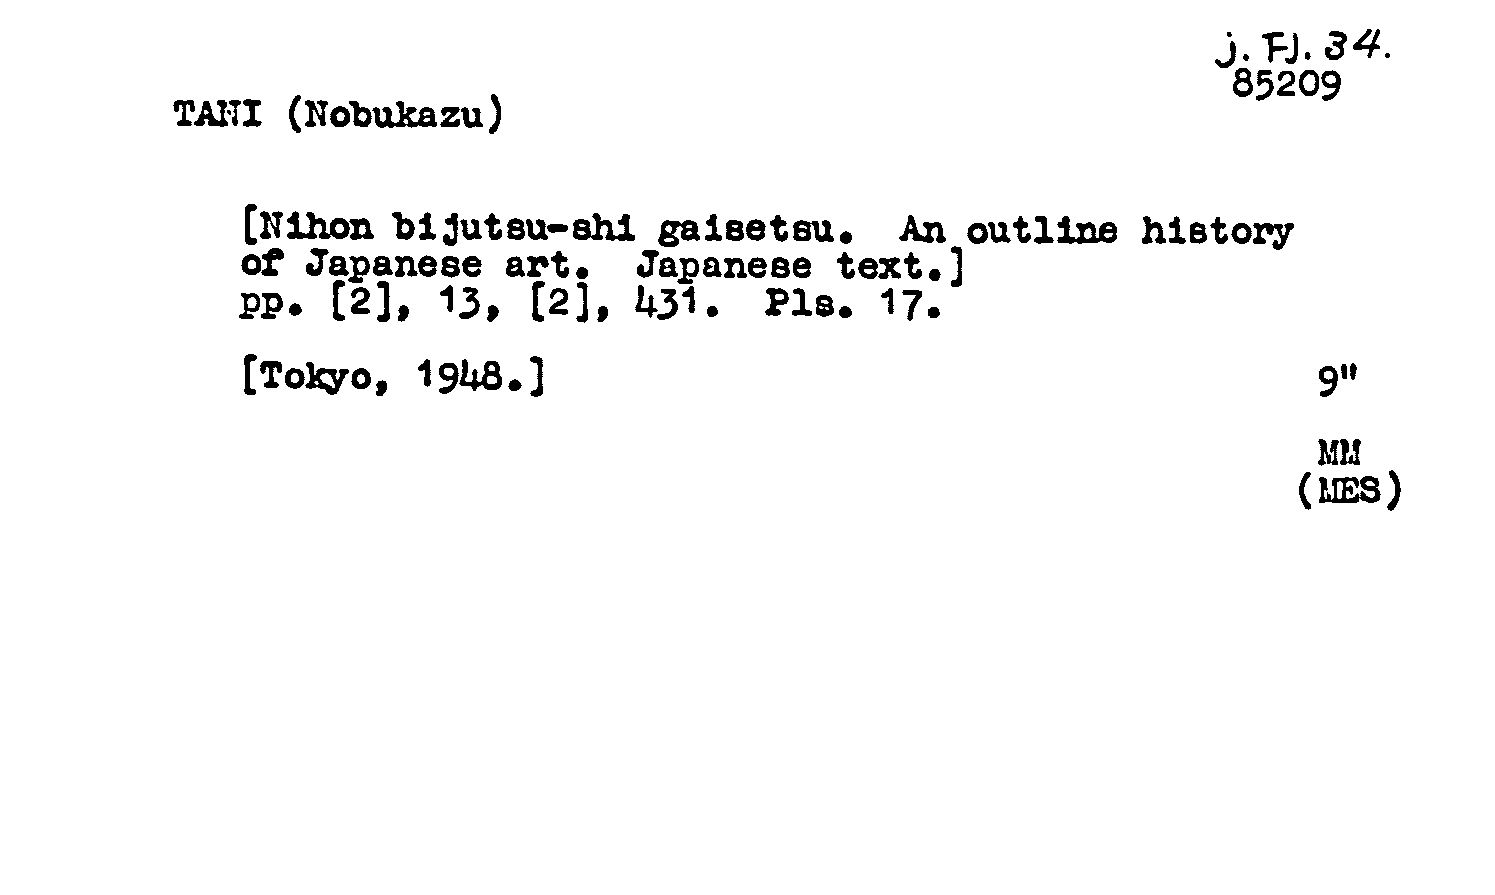 j. FJ. 34.
85209
TANI (Nobukazu)
[Nihon bijutsu-shi gaisetsu. An outline history
of Japanese art. Japanese text.]
pp. [2], 13, [2], 431. Pls. 17.
[Tokyo, 1948.]
9"
MM
(MES)